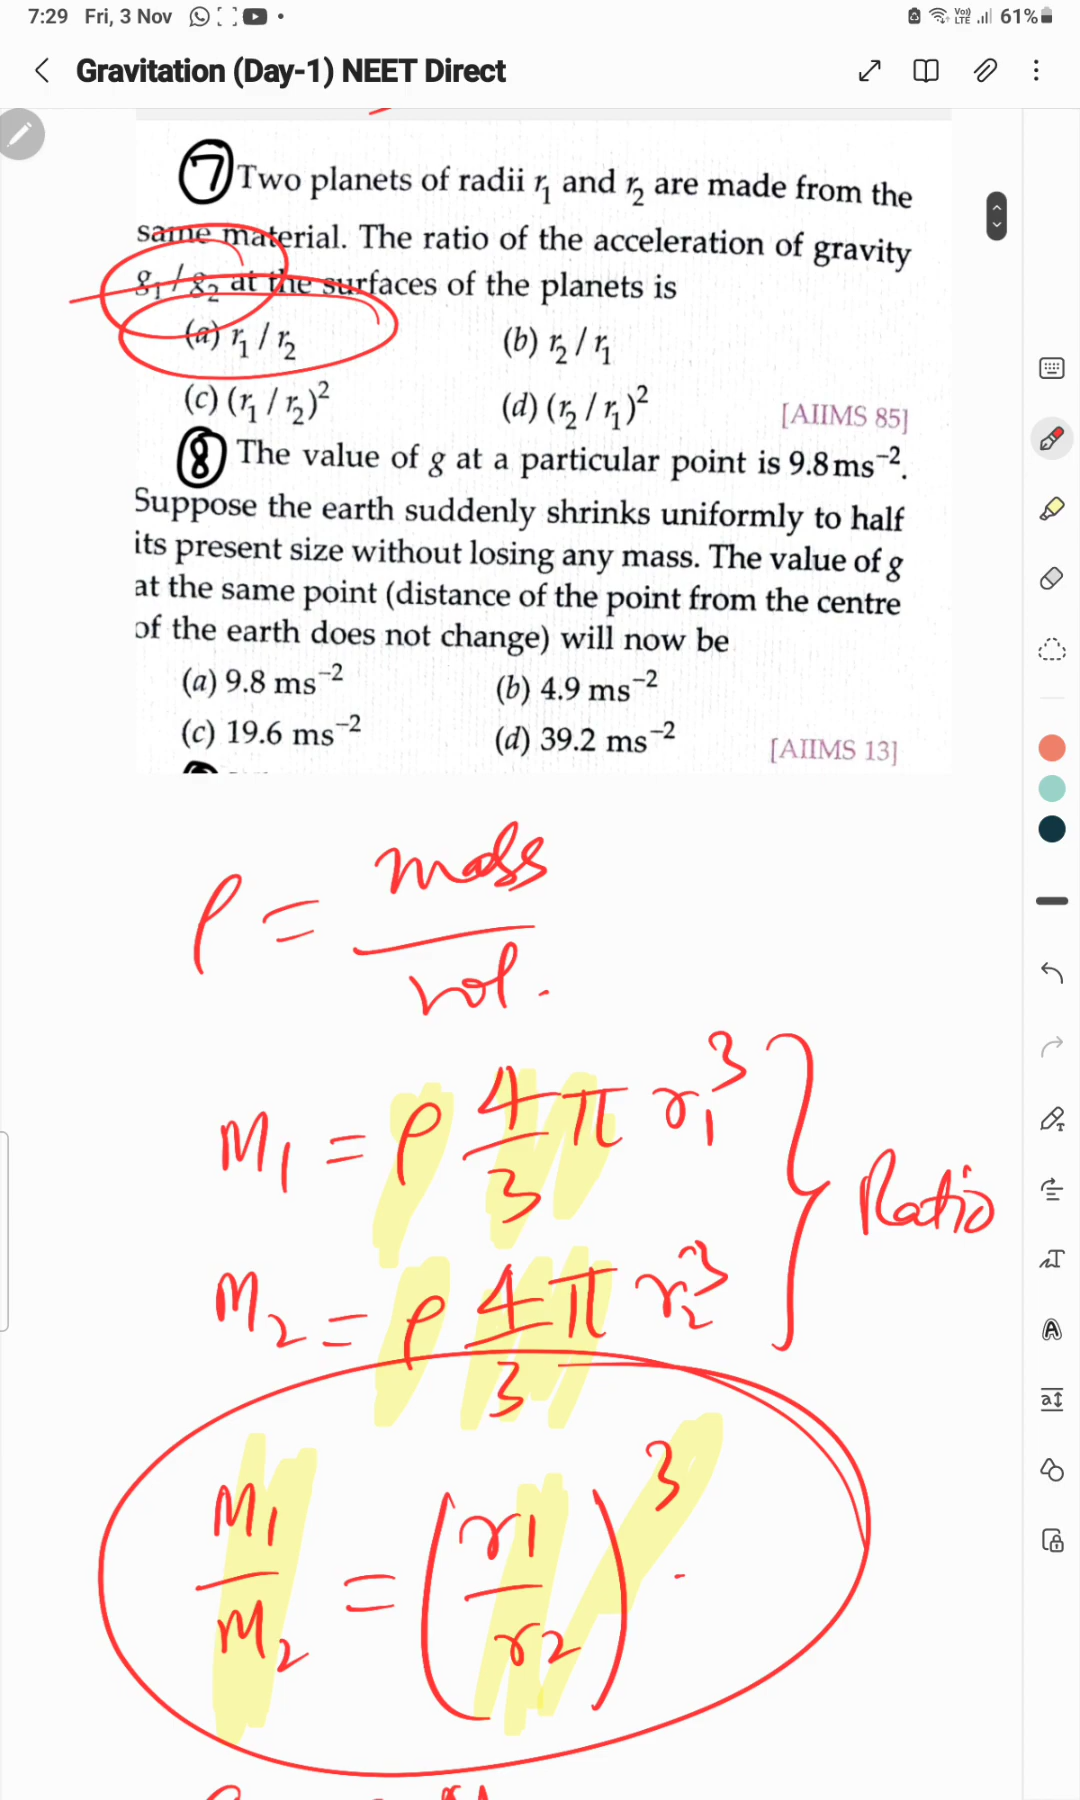 7:29 Fri, 3 Nov
Vo)) LTE 61%
Gravitation (Day-1) NEET Direct
7 Two planets of radii r₁ and r₂ are made from the
same material. The ratio of the acceleration of gravity
g₁ / g₂ at the surfaces of the planets is
(a) r₁ / r₂ (b) r₂ / r₁
(c) (r₁ / r₂)² (d) (r₂ / r₁)² [AIIMS 85]
8 The value of g at a particular point is 9.8 ms⁻².
Suppose the earth suddenly shrinks uniformly to half
its present size without losing any mass. The value of g
at the same point (distance of the point from the centre
of the earth does not change) will now be
(a) 9.8 ms⁻² (b) 4.9 ms⁻²
(c) 19.6 ms⁻² (d) 39.2 ms⁻² [AIIMS 13]
ρ = mass / vol.
M₁ = ρ 4/3 π r₁³
Ratio
M₂ = ρ 4/3 π r₂³
M₁/M₂ = (r₁/r₂)³.